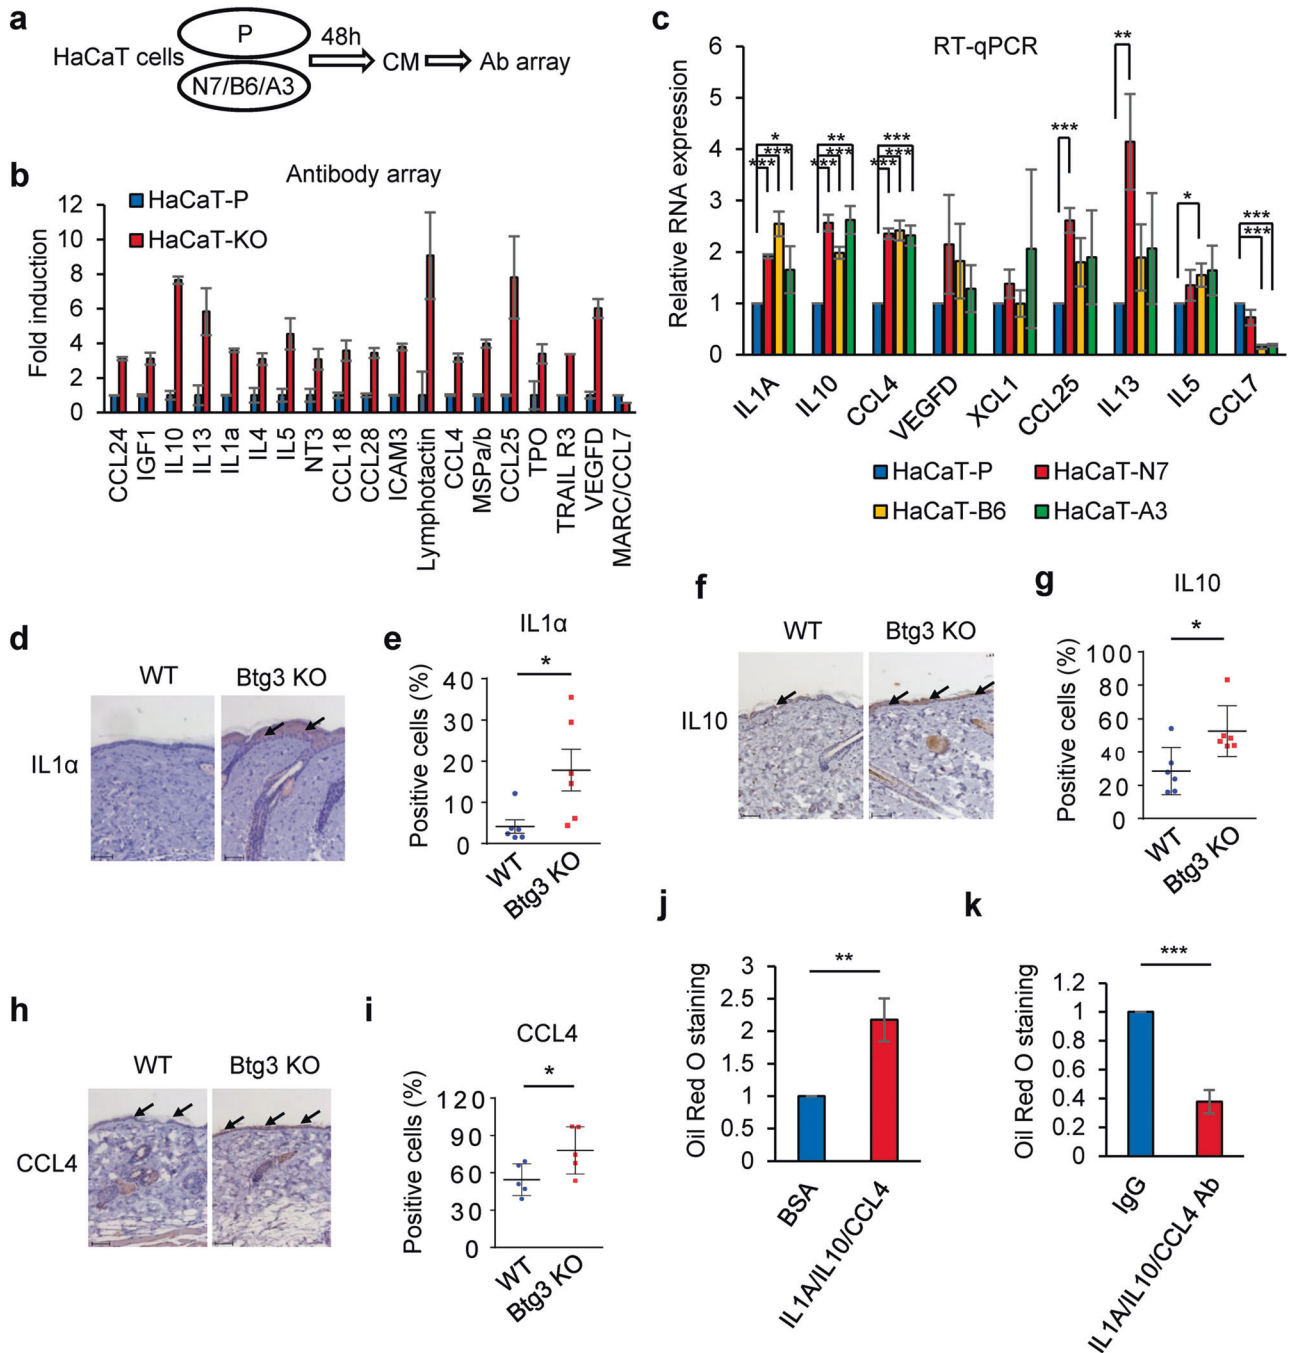 a
HaCaT cells
P
N7/B6/A3
48h
CM
Ab array
b
Antibody array
HaCaT-P
HaCaT-KO
Fold induction
12
10
8
6
4
2
0
CCL24
IGF1
IL10
IL13
IL1a
IL4
IL5
NT3
CCL18
CCL28
ICAM3
Lymphotactin
CCL4
MSPa/b
CCL25
TPO
TRAIL R3
VEGFD
MARC/CCL7
c
RT-qPCR
Relative RNA expression
6
5
4
3
2
1
0
*
***
***
**
***
***
***
***
***
***
**
*
***
***
IL1A
IL10
CCL4
VEGFD
XCL1
CCL25
IL13
IL5
CCL7
HaCaT-P
HaCaT-N7
HaCaT-B6
HaCaT-A3
d
WT
Btg3 KO
IL1α
e
IL1α
*
Positive cells (%)
40
30
20
10
0
WT
Btg3 KO
f
WT
Btg3 KO
IL10
g
IL10
*
Positive cells (%)
100
80
60
40
20
0
WT
Btg3 KO
h
WT
Btg3 KO
CCL4
i
CCL4
*
Positive cells (%)
120
90
60
30
0
WT
Btg3 KO
j
**
Oil Red O staining
3
2.5
2
1.5
1
0.5
0
BSA
IL1A/IL10/CCL4
k
***
Oil Red O staining
1.2
1
0.8
0.6
0.4
0.2
0
IgG
IL1A/IL10/CCL4 Ab